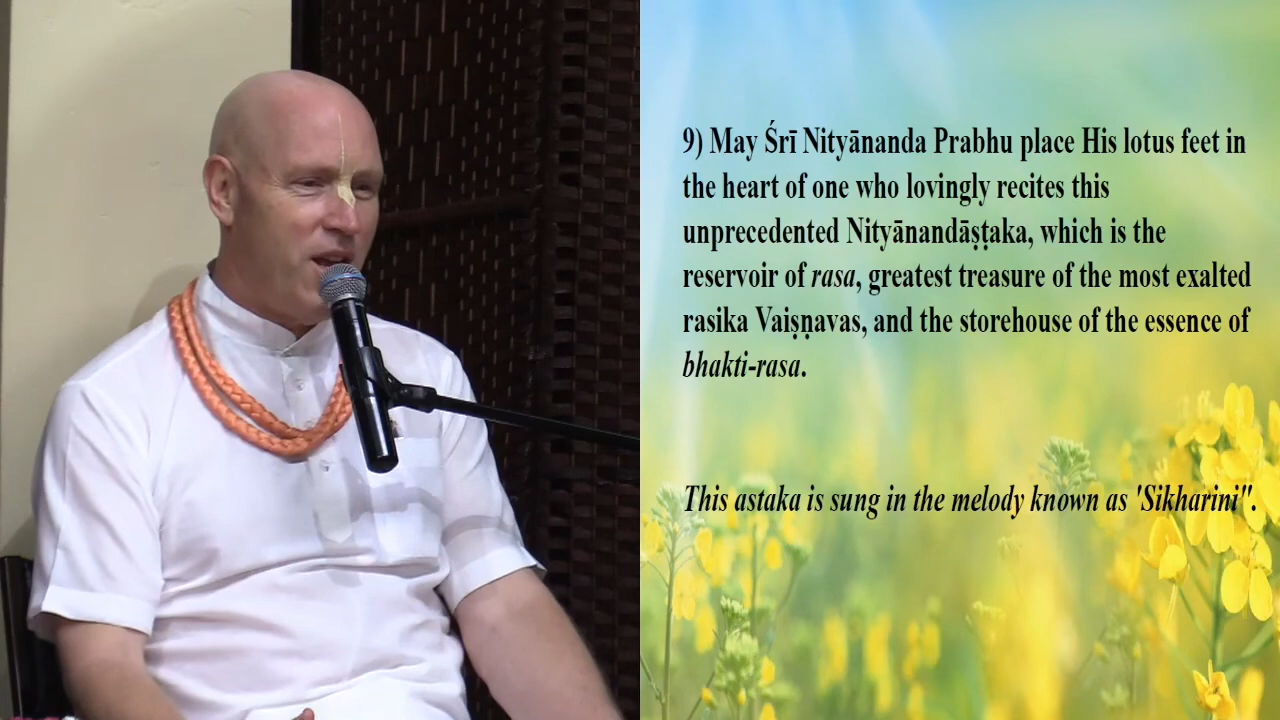 9) May Śrī Nityānanda Prabhu place His lotus feet in
the heart of one who lovingly recites this
unprecedented Nityānandāṣṭaka, which is the
reservoir of rasa, greatest treasure of the most exalted
rasika Vaiṣṇavas, and the storehouse of the essence of
bhakti-rasa.
This astaka is sung in the melody known as 'Sikharini".